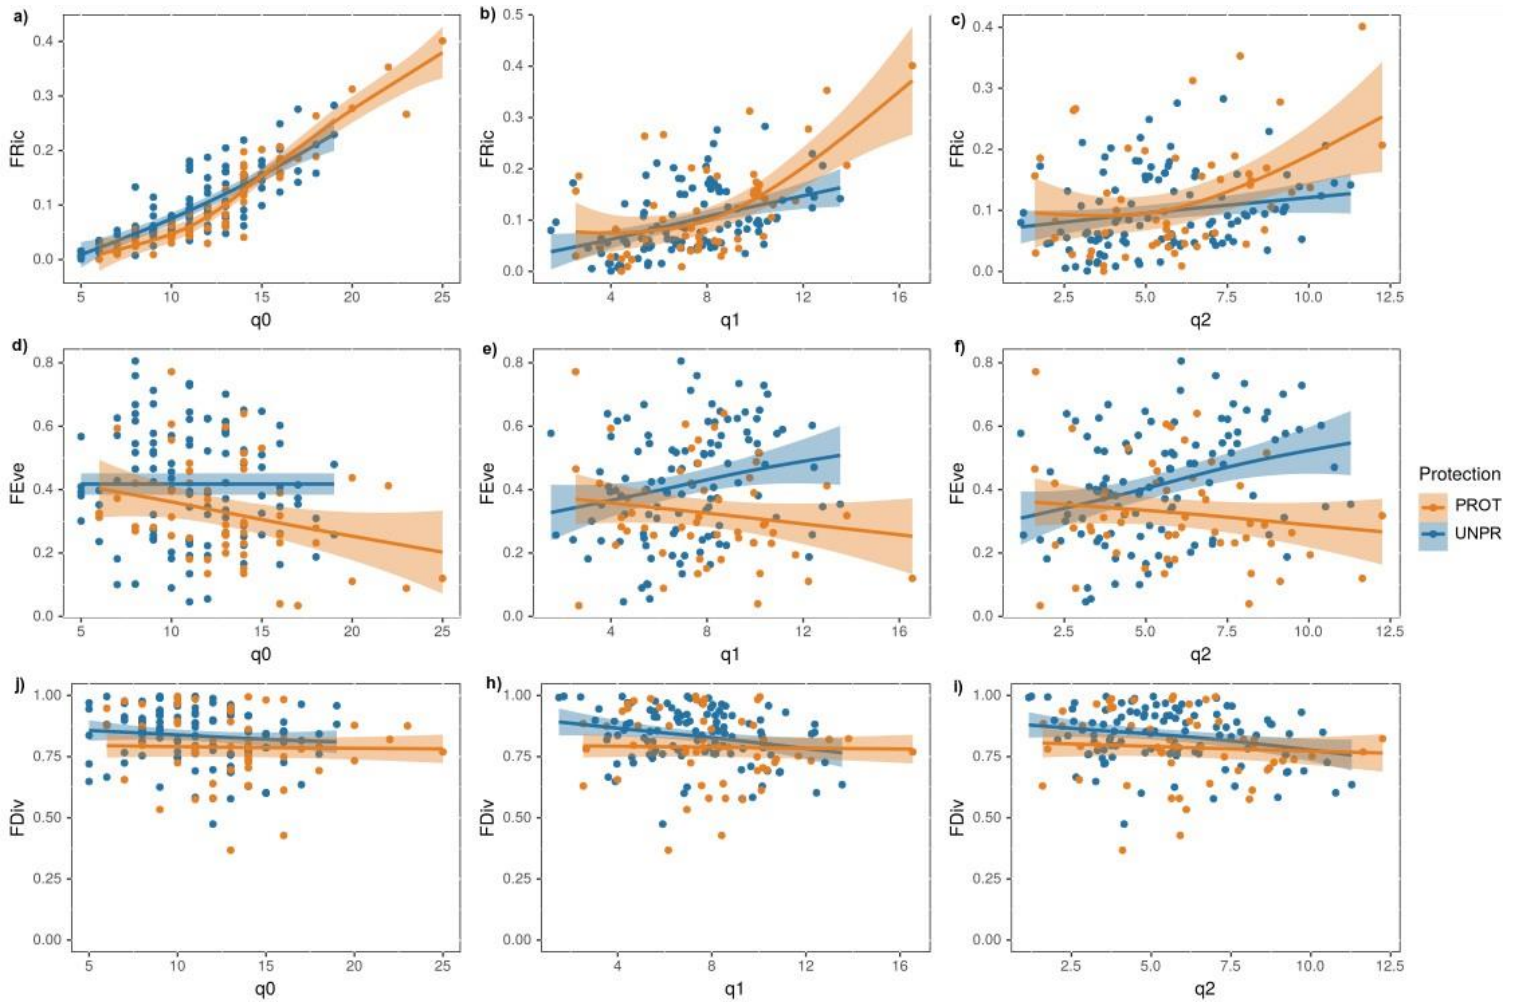 a)
0.4
0.3
0.2
0.1
0.0
FRic
5 10 15 20 25
q0
b)
0.5
0.4
0.3
0.2
0.1
0.0
FRic
4 8 12 16
q1
c)
0.4
0.3
0.2
0.1
0.0
FRic
2.5 5.0 7.5 10.0 12.5
q2
d)
0.8
0.6
0.4
0.2
0.0
FEve
5 10 15 20 25
q0
e)
0.8
0.6
0.4
0.2
0.0
FEve
4 8 12 16
q1
f)
0.8
0.6
0.4
0.2
0.0
FEve
2.5 5.0 7.5 10.0 12.5
q2
Protection
PROT
UNPR
j)
1.00
0.75
0.50
0.25
0.00
FDiv
5 10 15 20 25
q0
h)
1.00
0.75
0.50
0.25
0.00
FDiv
4 8 12 16
q1
i)
1.00
0.75
0.50
0.25
0.00
FDiv
2.5 5.0 7.5 10.0 12.5
q2